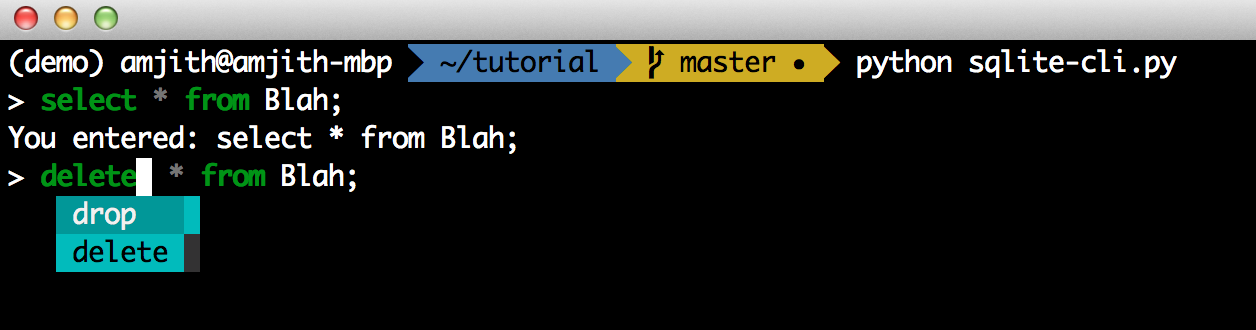 (demo) amjith@amjith-mbp ~/tutorial master • python sqlite-cli.py
> select * from Blah;
You entered: select * from Blah;
> delete * from Blah;
drop
delete